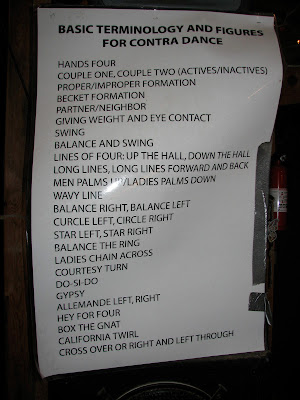 BASIC TERMINOLOGY AND FIGURES
FOR CONTRA DANCE
HANDS FOUR
COUPLE ONE, COUPLE TWO (ACTIVES/INACTIVES)
PROPER/IMPROPER FORMATION
BECKET FORMATION
PARTNER/NEIGHBOR
GIVING WEIGHT AND EYE CONTACT
SWING
BALANCE AND SWING
LINES OF FOUR: UP THE HALL, DOWN THE HALL
LONG LINES, LONG LINES FORWARD AND BACK
MEN PALMS UP/LADIES PALMS DOWN
WAVY LINE
BALANCE RIGHT, BALANCE LEFT
CURCLE LEFT, CIRCLE RIGHT
STAR LEFT, STAR RIGHT
BALANCE THE RING
LADIES CHAIN ACROSS
COURTESY TURN
DO-SI-DO
GYPSY
ALLEMANDE LEFT, RIGHT
HEY FOR FOUR
BOX THE GNAT
CALIFORNIA TWIRL
CROSS OVER OR RIGHT AND LEFT THROUGH